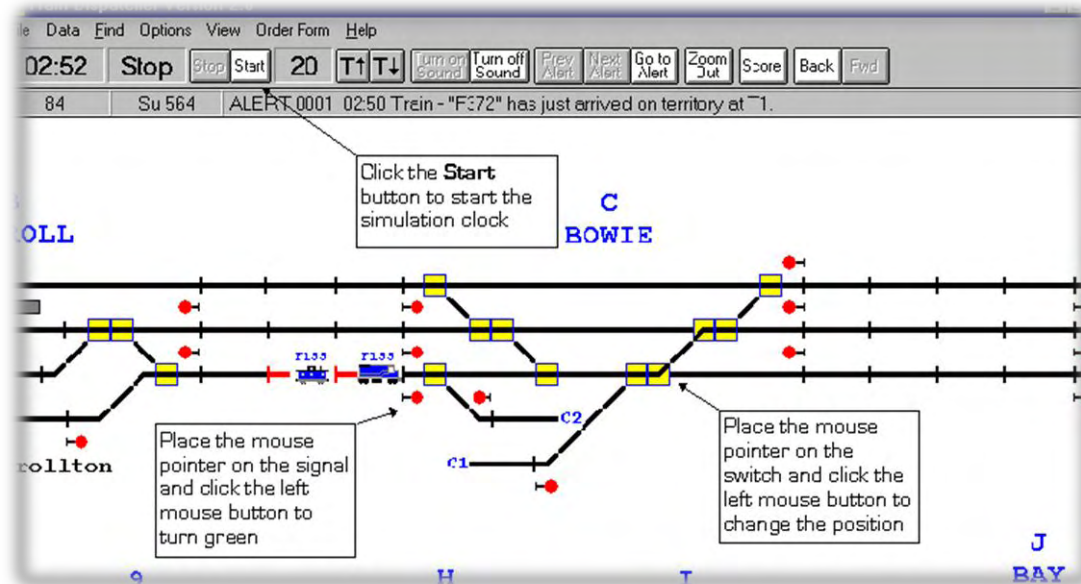 Data Find Options View Order Form Help
02:52 Stop Stop Start 20 T↑ T↓ Turn on Sound Turn off Sound Prev Alert Next Alert Go to Alert Zoom Out Score Back Fwd
84 Su 564 ALERT 0001 02:50 Train - "F372" has just arrived on territory at T1.
Click the Start
button to start the
simulation clock
C
OLL
BOWIE
F133 F133
C2
C1
rollton
Place the mouse
pointer on the signal
and click the left
mouse button to
turn green
Place the mouse
pointer on the
switch and click the
left mouse button to
change the position
J
BAY
9 H I